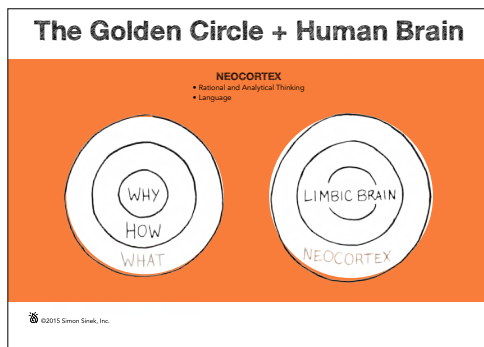 The Golden Circle + Human Brain
NEOCORTEX
• Rational and Analytical Thinking
• Language
WHY
HOW
WHAT
LIMBIC BRAIN
NEOCORTEX
©2015 Simon Sinek, Inc.